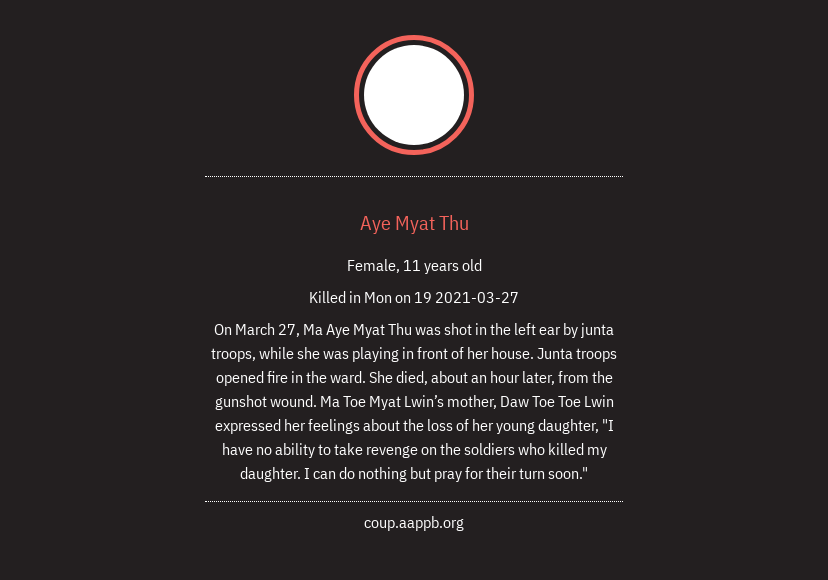 Aye Myat Thu
Female, 11 years old
Killed in Mon on 19 2021-03-27
On March 27, Ma Aye Myat Thu was shot in the left ear by junta
troops, while she was playing in front of her house. Junta troops
opened fire in the ward. She died, about an hour later, from the
gunshot wound. Ma Toe Myat Lwin’s mother, Daw Toe Toe Lwin
expressed her feelings about the loss of her young daughter, "I
have no ability to take revenge on the soldiers who killed my
daughter. I can do nothing but pray for their turn soon."
coup.aappb.org